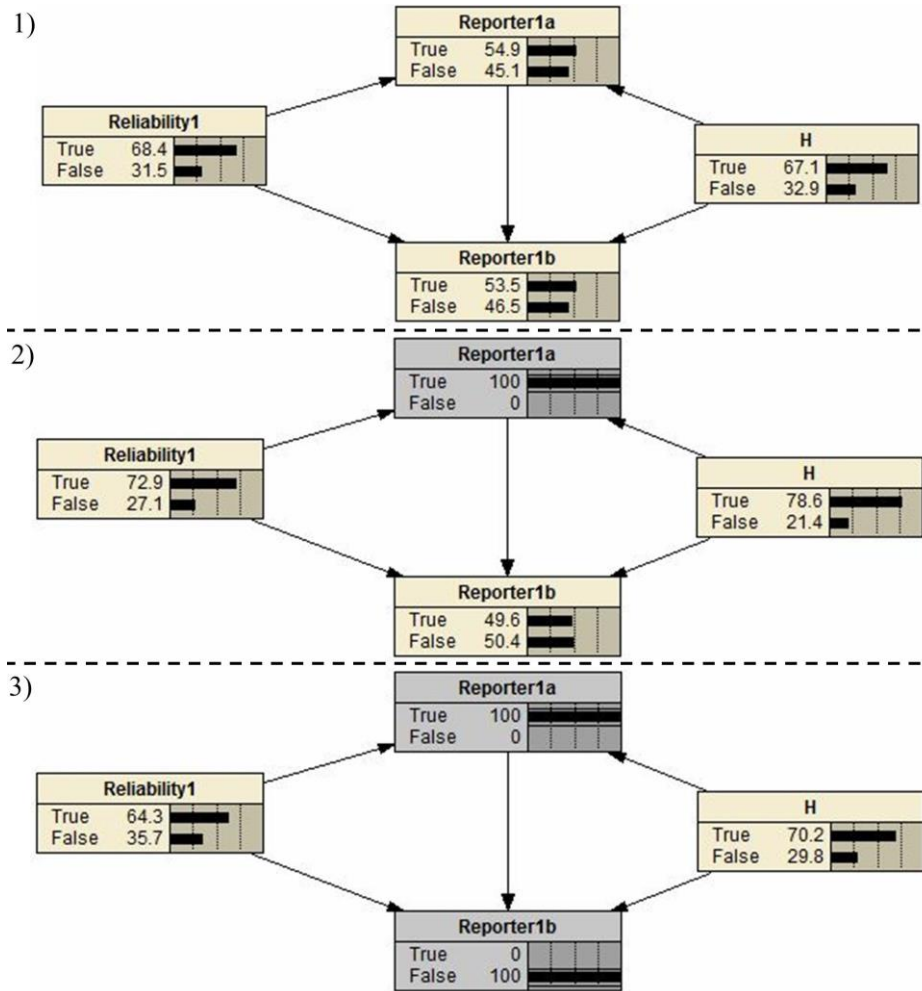 1)
Reporter1a
True 54.9
False 45.1
Reliability1
True 68.4
False 31.5
H
True 67.1
False 32.9
Reporter1b
True 53.5
False 46.5
2)
Reporter1a
True 100
False 0
Reliability1
True 72.9
False 27.1
H
True 78.6
False 21.4
Reporter1b
True 49.6
False 50.4
3)
Reporter1a
True 100
False 0
Reliability1
True 64.3
False 35.7
H
True 70.2
False 29.8
Reporter1b
True 0
False 100